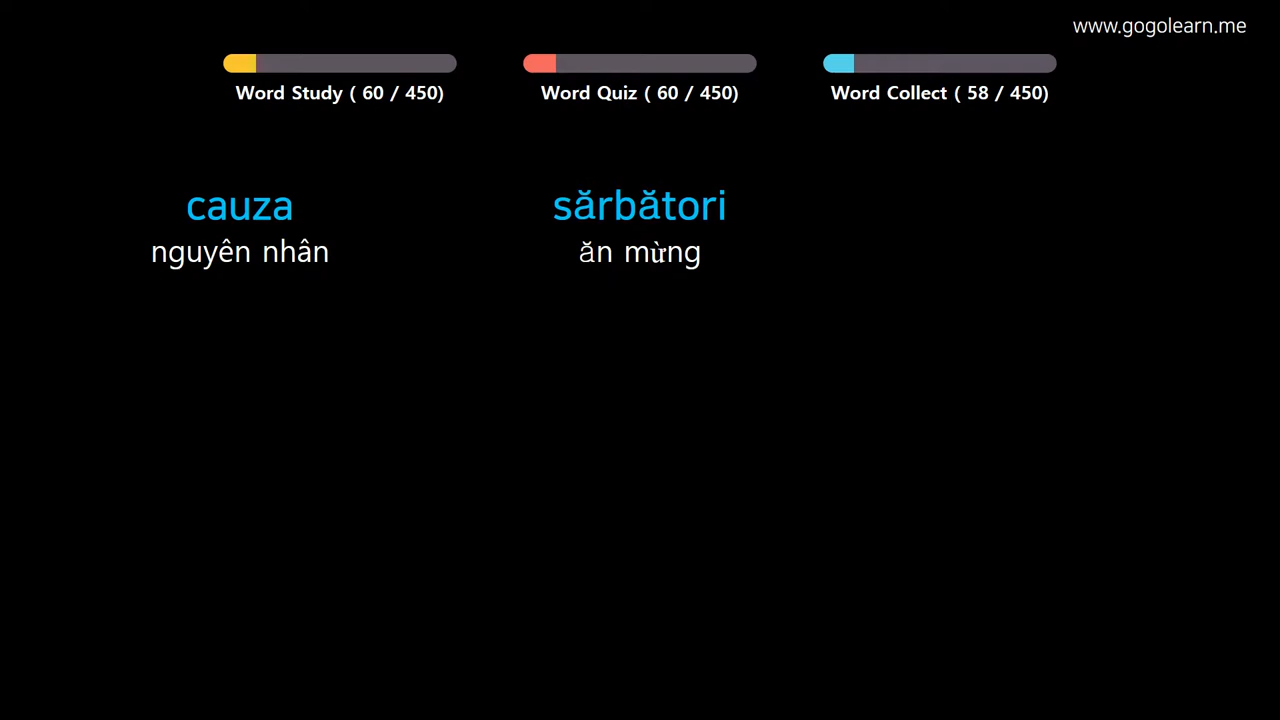 www.gogolearn.me
Word Study ( 60 / 450)
Word Quiz ( 60 / 450)
Word Collect ( 58 / 450)
cauza
nguyên nhân
sărbători
ăn mừng